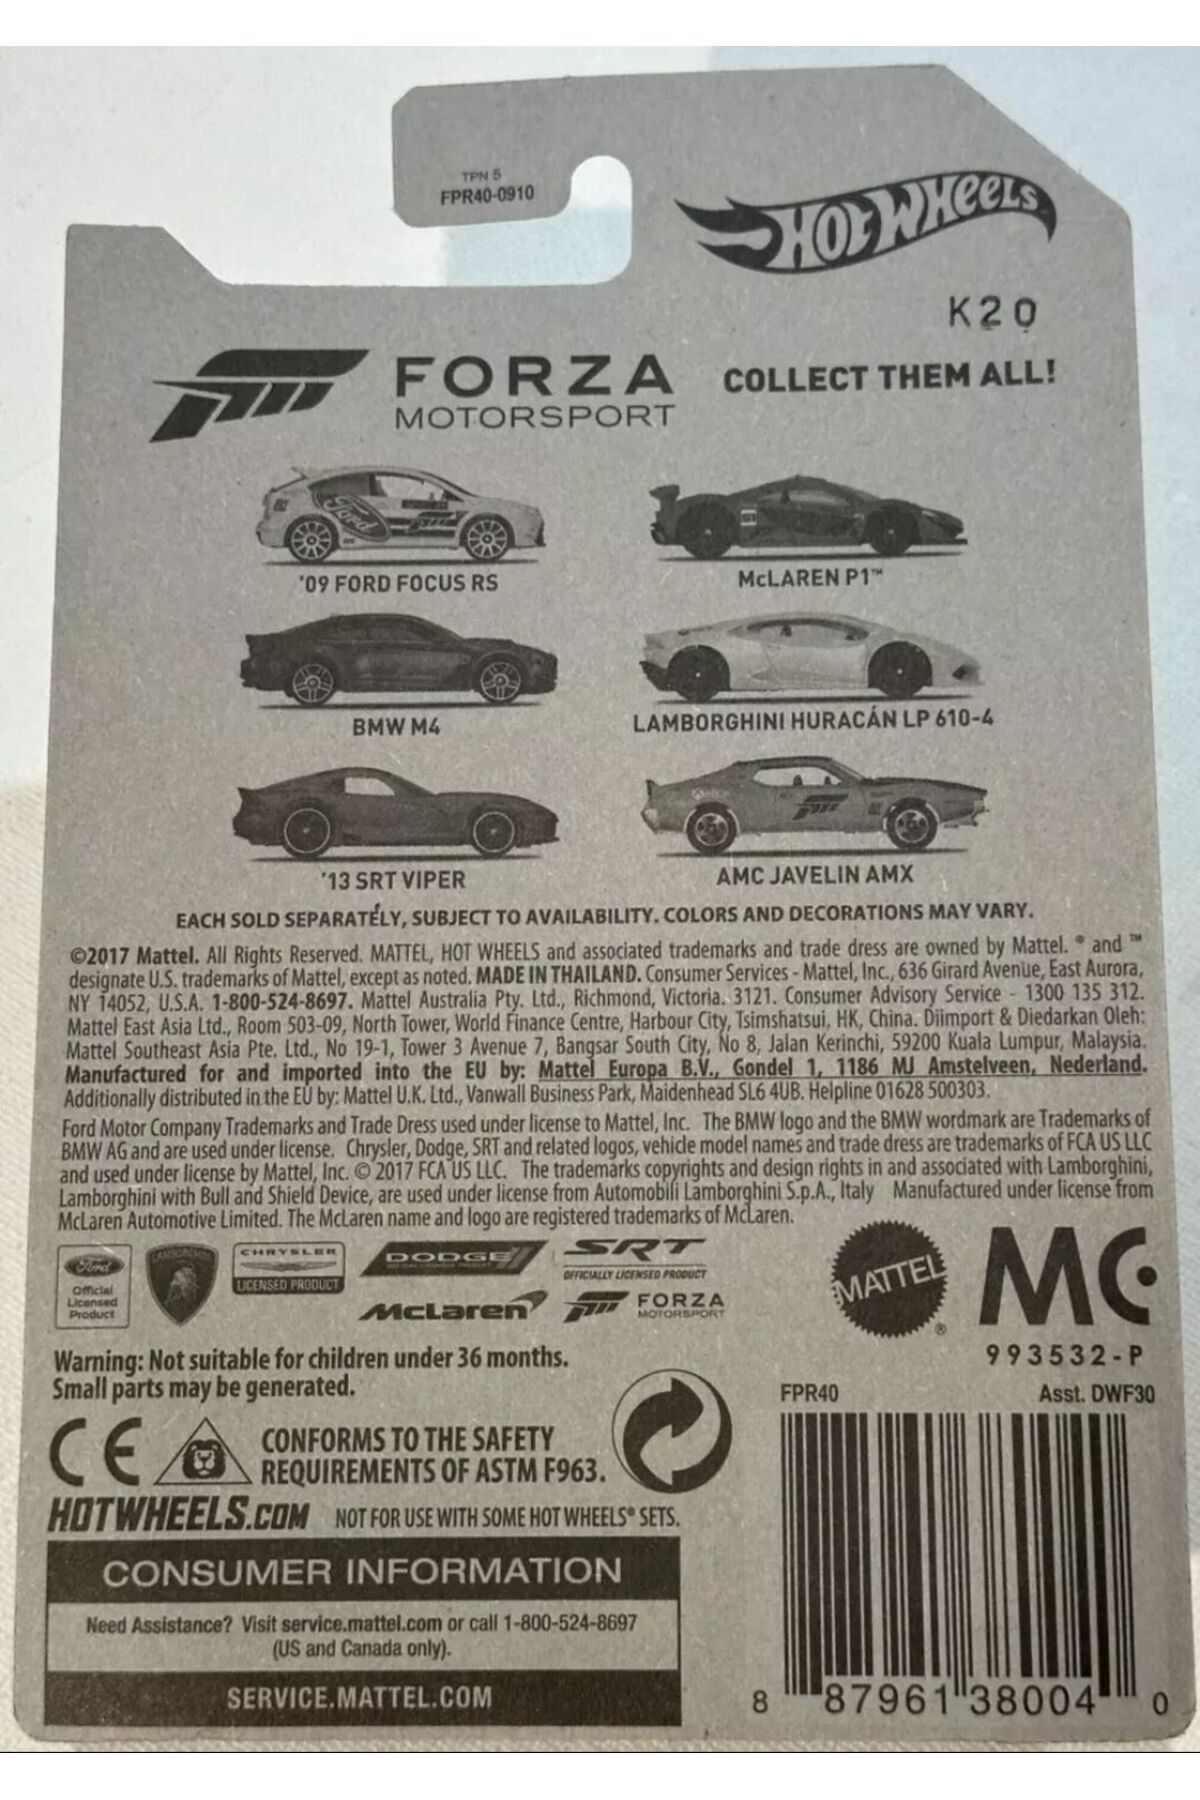 TPN 5
FPR40-0910
HOT WHEELS
K20
FORZA
MOTORSPORT
COLLECT THEM ALL!
Ford
'09 FORD FOCUS RS
McLAREN P1™
BMW M4
LAMBORGHINI HURACÁN LP 610-4
'13 SRT VIPER
AMC JAVELIN AMX
EACH SOLD SEPARATELY, SUBJECT TO AVAILABILITY. COLORS AND DECORATIONS MAY VARY.
©2017 Mattel. All Rights Reserved. MATTEL, HOT WHEELS and associated trademarks and trade dress are owned by Mattel. ® and ™
designate U.S. trademarks of Mattel, except as noted. MADE IN THAILAND. Consumer Services - Mattel, Inc., 636 Girard Avenue, East Aurora,
NY 14052, U.S.A. 1-800-524-8697. Mattel Australia Pty. Ltd., Richmond, Victoria. 3121. Consumer Advisory Service - 1300 135 312.
Mattel East Asia Ltd., Room 503-09, North Tower, World Finance Centre, Harbour City, Tsimshatsui, HK, China. Diimport & Diedarkan Oleh:
Mattel Southeast Asia Pte. Ltd., No 19-1, Tower 3 Avenue 7, Bangsar South City, No 8, Jalan Kerinchi, 59200 Kuala Lumpur, Malaysia.
Manufactured for and imported into the EU by: Mattel Europa B.V., Gondel 1, 1186 MJ Amstelveen, Nederland.
Additionally distributed in the EU by: Mattel U.K. Ltd., Vanwall Business Park, Maidenhead SL6 4UB. Helpline 01628 500303.
Ford Motor Company Trademarks and Trade Dress used under license to Mattel, Inc. The BMW logo and the BMW wordmark are Trademarks of
BMW AG and are used under license. Chrysler, Dodge, SRT and related logos, vehicle model names and trade dress are trademarks of FCA US LLC
and used under license by Mattel, Inc. © 2017 FCA US LLC. The trademarks copyrights and design rights in and associated with Lamborghini,
Lamborghini with Bull and Shield Device, are used under license from Automobili Lamborghini S.p.A., Italy Manufactured under license from
McLaren Automotive Limited. The McLaren name and logo are registered trademarks of McLaren.
Ford
Official
Licensed
Product
LAMBORGHINI
CHRYSLER
LICENSED PRODUCT
DODGE
SRT
OFFICIALLY LICENSED PRODUCT
McLaren
FORZA
MOTORSPORT
MATTEL®
MC
993532-P
Warning: Not suitable for children under 36 months.
Small parts may be generated.
CE
CONFORMS TO THE SAFETY
REQUIREMENTS OF ASTM F963.
HOTWHEELS.COM NOT FOR USE WITH SOME HOT WHEELS® SETS.
CONSUMER INFORMATION
Need Assistance? Visit service.mattel.com or call 1-800-524-8697
(US and Canada only).
SERVICE.MATTEL.COM
FPR40 Asst. DWF30
8 87961 38004 0